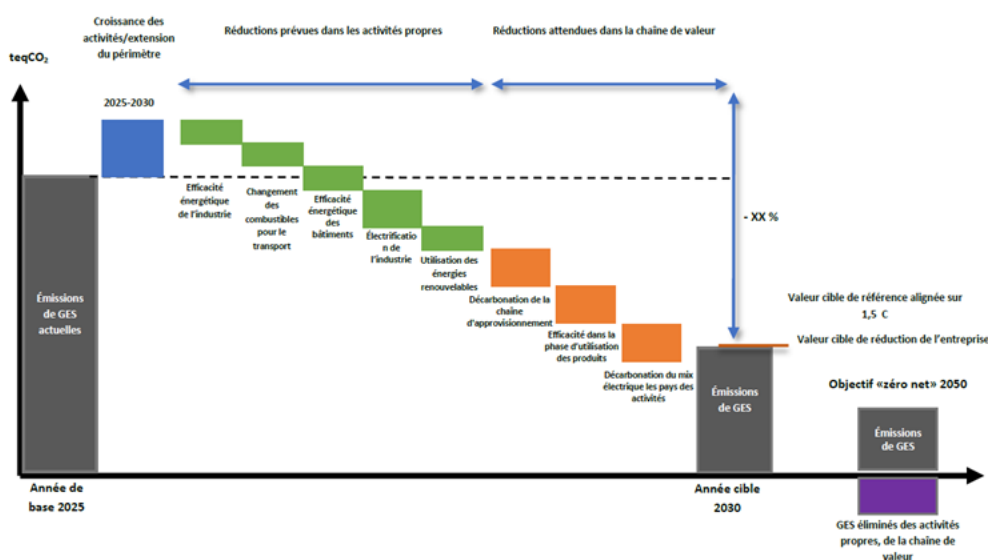 Croissance des
activités/extension
du périmètre
Réductions prévues dans les activités propres
Réductions attendues dans la chaîne de valeur
teqCO₂
2025-2030
Efficacité
énergétique
de l'industrie
Changement
des
combustibles
pour le
transport
Efficacité
énergétique
des
bâtiments
Électrificatio
n de
l'industrie
Utilisation des
énergies
renouvelables
Décarbonation de la
chaîne
d'approvisionnement
Efficacité dans la
phase d'utilisation
des produits
Décarbonation du mix
électrique les pays des
activités
- XX %
Valeur cible de référence alignée sur
1,5 C
Valeur cible de réduction de l'entreprise
Objectif «zéro net» 2050
Émissions
de GES
actuelles
Émissions
de GES
Émissions
de GES
Année de
base 2025
Année cible
2030
GES éliminés des activités
propres, de la chaîne de
valeur